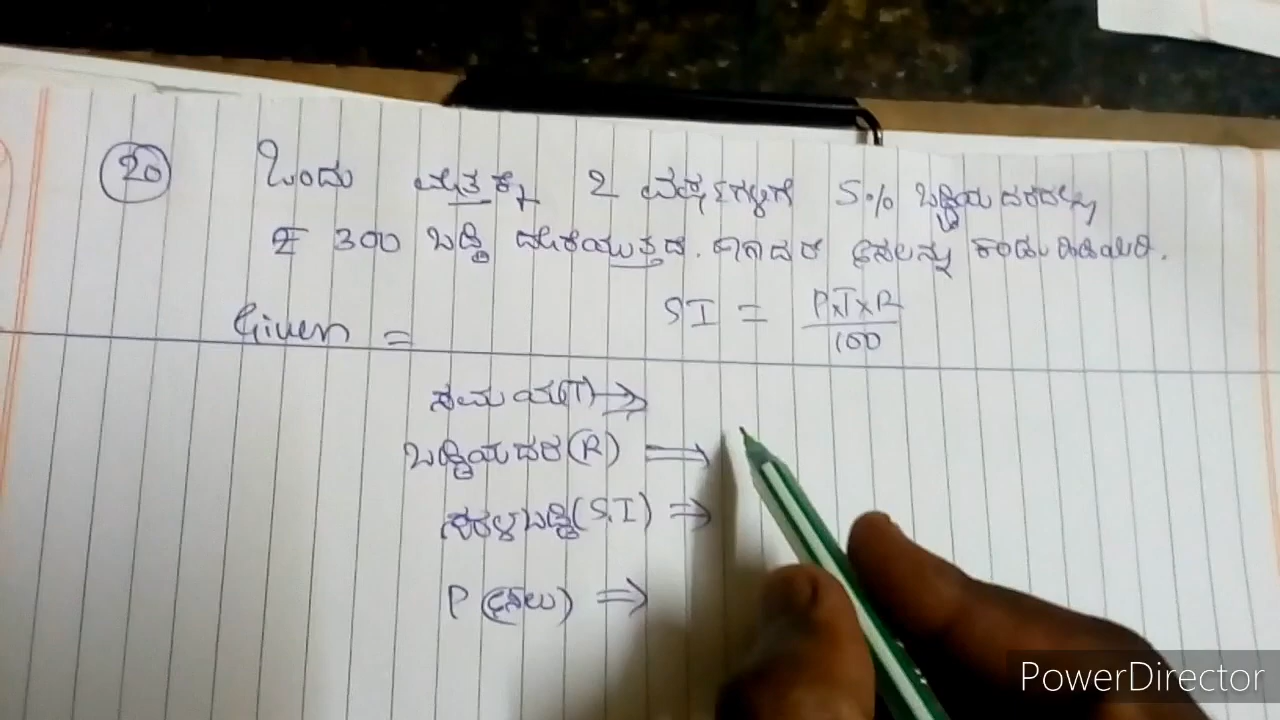 20
ಒಂದು ಮೊತ್ತಕ್ಕೆ 2 ವರ್ಷಗಳಿಗೆ 5% ಬಡ್ಡಿಯ ದರದಲ್ಲಿ
₹ 300 ಬಡ್ಡಿ ದೊರೆಯುತ್ತದೆ. ಹಾಗಾದರೆ ಅಸಲನ್ನು ಕಂಡು ಹಿಡಿಯಿರಿ.
Given =
SI = P×T×R / 100
ಸಮಯ(T) ⇒
ಬಡ್ಡಿಯ ದರ (R) ⇒
ಸರಳ ಬಡ್ಡಿ (S.I) ⇒
P (ಅಸಲು) ⇒
PowerDirector